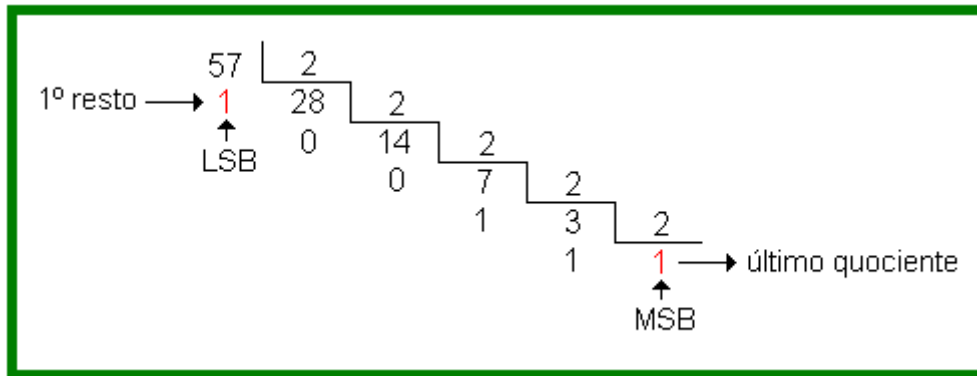 57 2
1º resto 1 28 2
LSB 0 14 2
0 7 2
1 3 2
1 1 último quociente
MSB